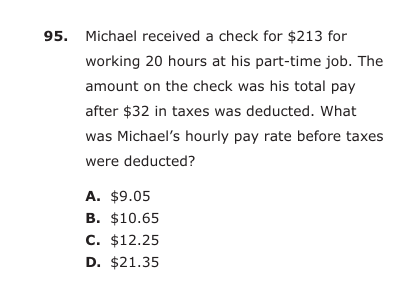 95. Michael received a check for $213 for
working 20 hours at his part-time job. The
amount on the check was his total pay
after $32 in taxes was deducted. What
was Michael’s hourly pay rate before taxes
were deducted?
A. $9.05
B. $10.65
C. $12.25
D. $21.35